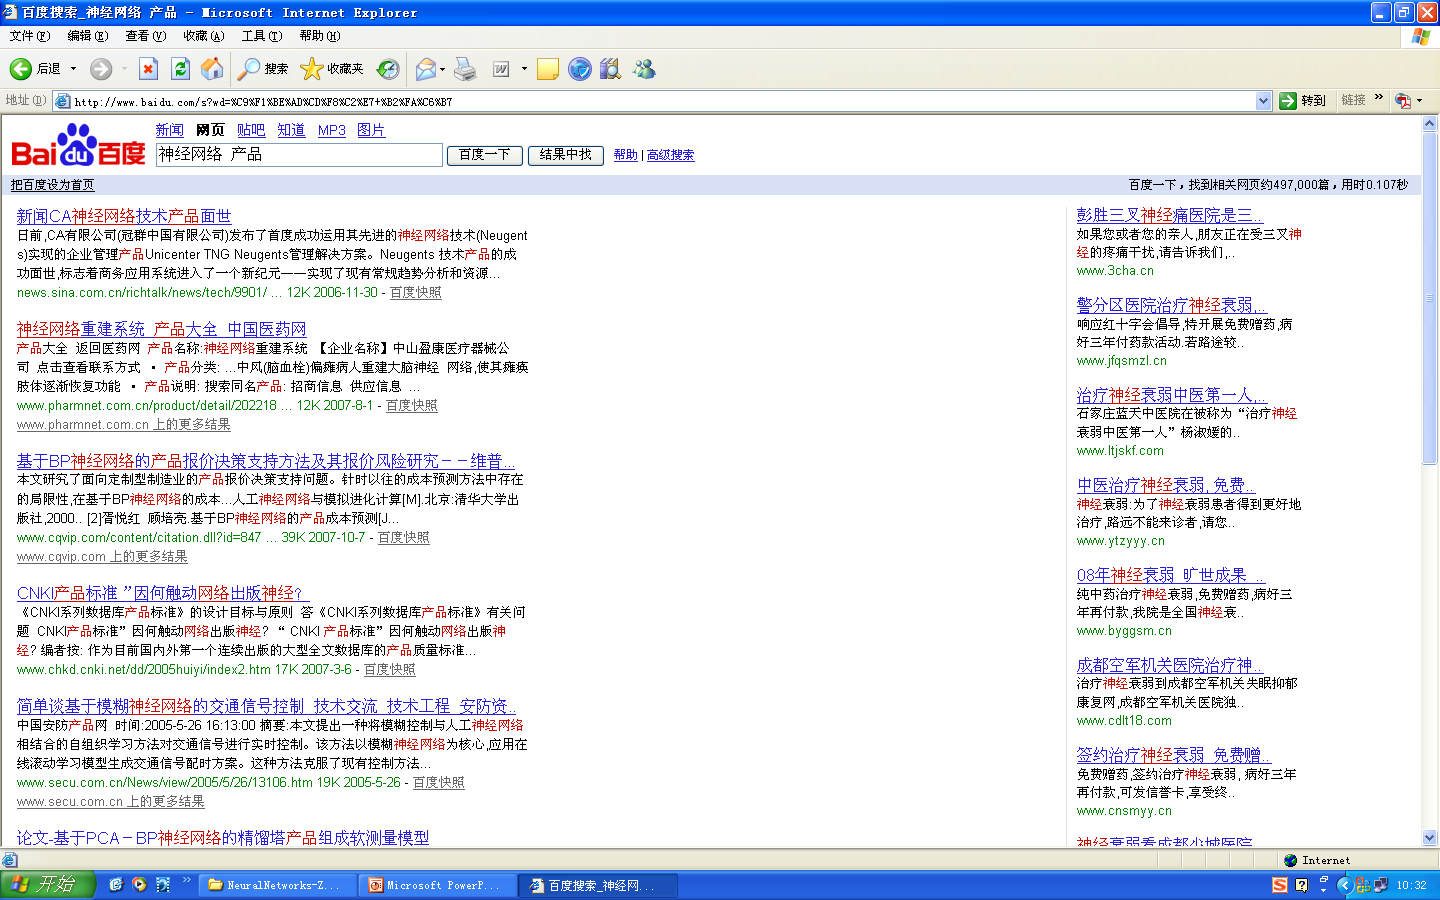 百度搜索_神经网络 产品 - Microsoft Internet Explorer
文件(F) 编辑(E) 查看(V) 收藏(A) 工具(T) 帮助(H)
后退 搜索 收藏夹
地址(D) http://www.baidu.com/s?wd=%C9%F1%BE%AD%CD%F8%C2%E7+%B2%FA%C6%B7 转到 链接 »
新闻 网页 贴吧 知道 MP3 图片
Bai du 百度 神经网络 产品 百度一下 结果中找 帮助 | 高级搜索
把百度设为首页 百度一下，找到相关网页约497,000篇，用时0.107秒
新闻CA神经网络技术产品面世
日前,CA有限公司(冠群中国有限公司)发布了首度成功运用其先进的神经网络技术(Neugent
s)实现的企业管理产品Unicenter TNG Neugents管理解决方案。Neugents 技术产品的成
功面世,标志着商务应用系统进入了一个新纪元——实现了现有常规趋势分析和资源...
news.sina.com.cn/richtalk/news/tech/9901/ ... 12K 2006-11-30 - 百度快照
神经网络重建系统_产品大全_中国医药网
产品大全 返回医药网 产品名称:神经网络重建系统 【企业名称】中山盈康医疗器械公
司 点击查看联系方式 · 产品分类: ...中风(脑血栓)偏瘫病人重建大脑神经 网络,使其瘫痪
肢体逐渐恢复功能 · 产品说明: 搜索同名产品: 招商信息 供应信息 ...
www.pharmnet.com.cn/product/detail/202218 ... 12K 2007-8-1 - 百度快照
www.pharmnet.com.cn 上的更多结果
基于BP神经网络的产品报价决策支持方法及其报价风险研究－－维普...
本文研究了面向定制型制造业的产品报价决策支持问题。针时以往的成本预测方法中存在
的局限性,在基于BP神经网络的成本...人工神经网络与模拟进化计算[M].北京:清华大学出
版社,2000.. [2]胥悦红 顾培亮.基于BP神经网络的产品成本预测[J...
www.cqvip.com/content/citation.dll?id=847 ... 39K 2007-10-7 - 百度快照
www.cqvip.com 上的更多结果
CNKI产品标准 ”因何触动网络出版神经?
《CNKI系列数据库产品标准》的设计目标与原则 答《CNKI系列数据库产品标准》有关问
题 CNKI产品标准”因何触动网络出版神经? “ CNKI 产品标准”因何触动网络出版神
经? 编者按: 作为目前国内外第一个连续出版的大型全文数据库的产品质量标准...
www.chkd.cnki.net/dd/2005huiyi/index2.htm 17K 2007-3-6 - 百度快照
简单谈基于模糊神经网络的交通信号控制_技术交流_技术工程_安防资..
中国安防产品网 时间:2005-5-26 16:13:00 摘要:本文提出一种将模糊控制与人工神经网络
相结合的自组织学习方法对交通信号进行实时控制。该方法以模糊神经网络为核心,应用在
线滚动学习模型生成交通信号配时方案。这种方法克服了现有控制方法...
www.secu.com.cn/News/view/2005/5/26/13106.htm 19K 2005-5-26 - 百度快照
www.secu.com.cn 上的更多结果
论文-基于PCA－BP神经网络的精馏塔产品组成软测量模型
彭胜三叉神经痛医院是三..
如果您或者您的亲人,朋友正在受三叉神
经的疼痛干扰,请告诉我们,..
www.3cha.cn
警分区医院治疗神经衰弱,..
响应红十字会倡导,特开展免费赠药,病
好三年付药款活动.若路途较..
www.jfqsmzl.cn
治疗神经衰弱中医第一人,..
石家庄蓝天中医院在被称为“治疗神经
衰弱中医第一人”杨淑媛的..
www.ltjskf.com
中医治疗神经衰弱, 免费..
神经衰弱:为了神经衰弱患者得到更好地
治疗,路远不能来诊者,请您..
www.ytzyyy.cn
08年神经衰弱 旷世成果 ..
纯中药治疗神经衰弱,免费赠药,病好三
年再付款,我院是全国神经衰..
www.byggsm.cn
成都空军机关医院治疗神..
治疗神经衰弱到成都空军机关失眠抑郁
康复网,成都空军机关医院独..
www.cdlt18.com
签约治疗神经衰弱 免费赠..
免费赠药,签约治疗神经衰弱, 病好三年
再付款,可发信誉卡,享受终..
www.cnsmyy.cn
神经衰弱看成都少城医院
Internet
开始 » NeuralNetworks-Z... Microsoft PowerP... 百度搜索_神经网... 10:32